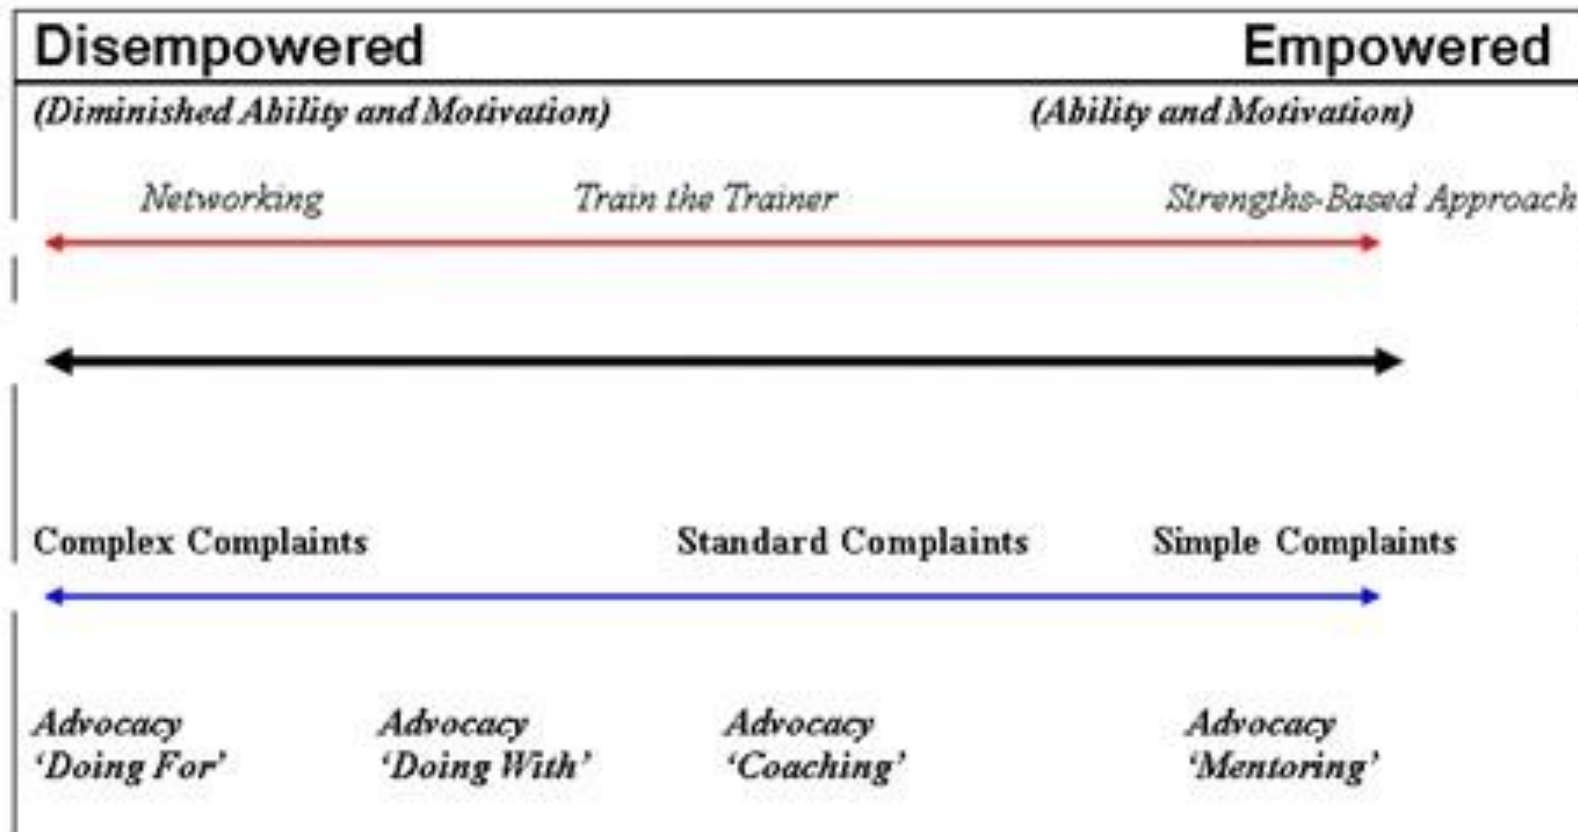 Disempowered Empowered
(Diminished Ability and Motivation) (Ability and Motivation)
Networking Train the Trainer Strengths-Based Approach
Complex Complaints Standard Complaints Simple Complaints
Advocacy Advocacy Advocacy Advocacy
‘Doing For’ ‘Doing With’ ‘Coaching’ ‘Mentoring’